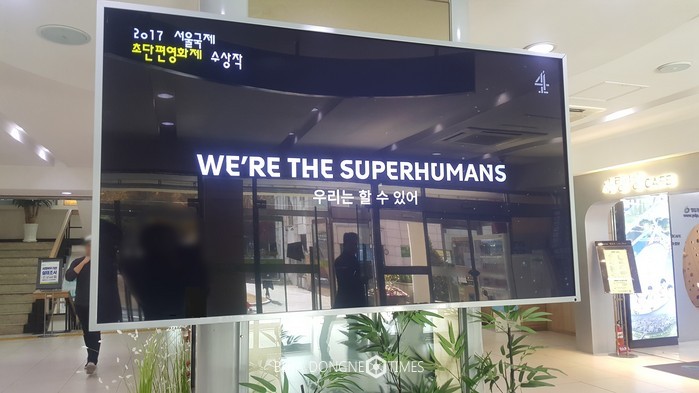 2017 서울국제
초단편영화제 수상작
4
WE'RE THE SUPERHUMANS
우리는 할 수 있어
CAFE
TIMES